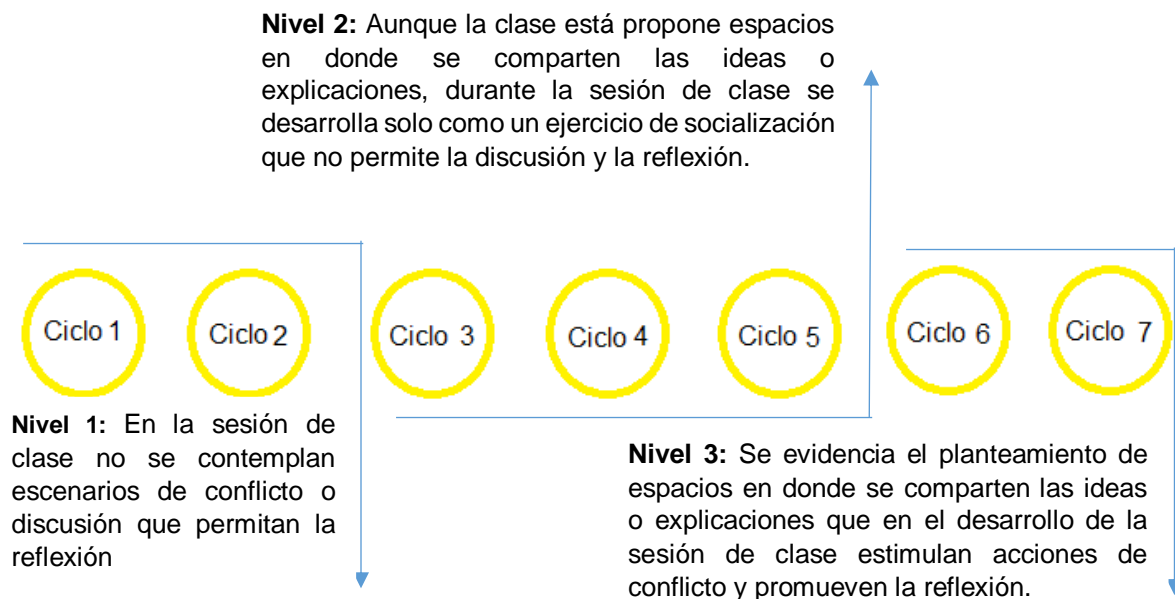 Nivel 2: Aunque la clase está propone espacios
en donde se comparten las ideas o
explicaciones, durante la sesión de clase se
desarrolla solo como un ejercicio de socialización
que no permite la discusión y la reflexión.
Ciclo 1 Ciclo 2 Ciclo 3 Ciclo 4 Ciclo 5 Ciclo 6 Ciclo 7
Nivel 1: En la sesión de
clase no se contemplan
escenarios de conflicto o
discusión que permitan la
reflexión
Nivel 3: Se evidencia el planteamiento de
espacios en donde se comparten las ideas
o explicaciones que en el desarrollo de la
sesión de clase estimulan acciones de
conflicto y promueven la reflexión.